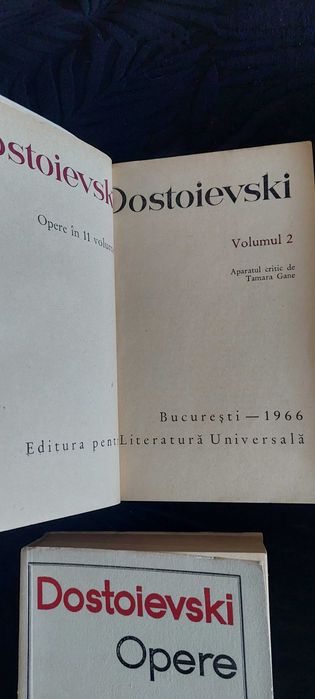 ostoievsk
Opere în 11 volum
Editura pent
Dostoievski
Volumul 2
Aparatul critic de
Tamara Gane
București — 1966
Literatură Universală
Dostoievski
Opere